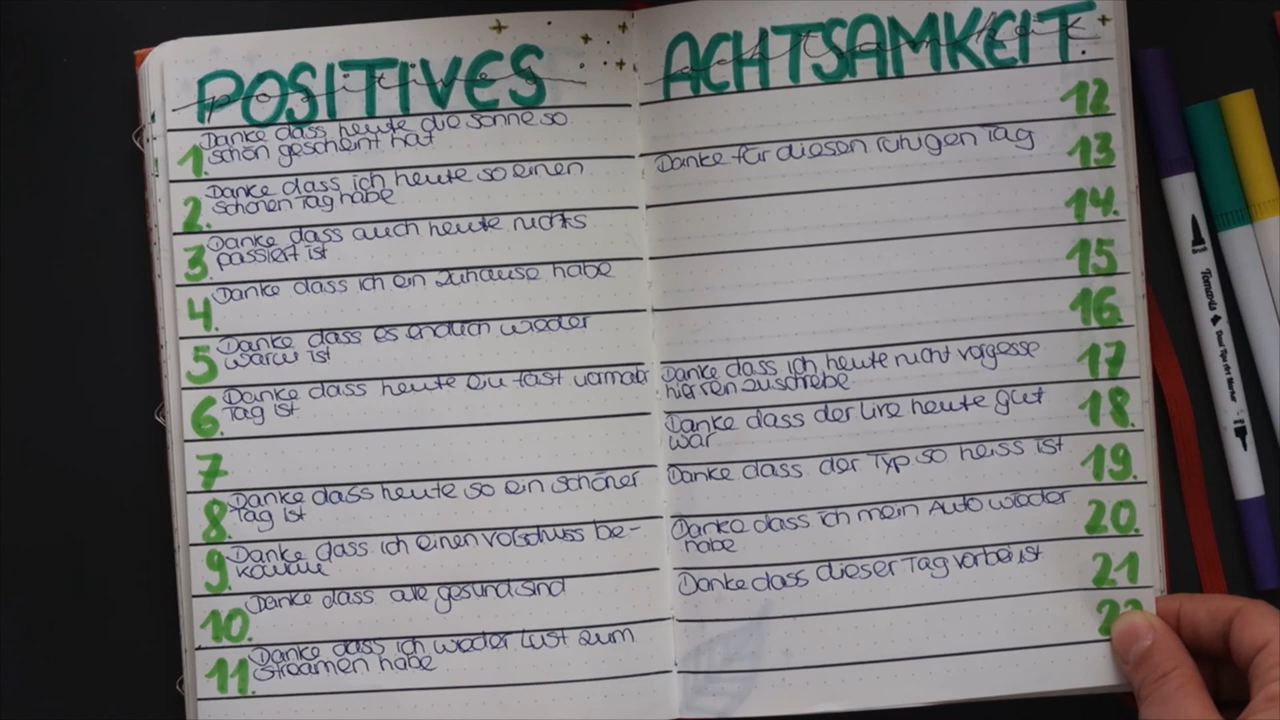 POSITIVES
positives
1. Danke dass heute die Sonne so
schön gescheint hat
2. Danke dass ich heute so einen
schönen Tag habe
3. Danke dass auch heute nichts
passiert ist
4. Danke dass ich ein zuhause habe
5 Danke dass es endlich wieder
warm ist
6. Danke dass heute ein fast
Tag ist
7
8. Danke dass heute so ein schöner
Tag ist
9. Danke dass ich einen Vorschuss be-
komme
10. Danke dass alle gesund sind
11. Danke dass ich wieder Lust zum
streamen habe
ACHTSAMKEIT
achtsamkeit
12
Danke für diesen ruhigen Tag 13
14.
15
16
Danke dass ich heute nicht vergesse 17
zuschreibe
Danke dass der Live heute gut 18.
war
Danke dass der Typ so heiss ist 19.
Danke dass ich mein Auto wieder 20.
habe
Danke dass dieser Tag vorbei ist 21
Tomards